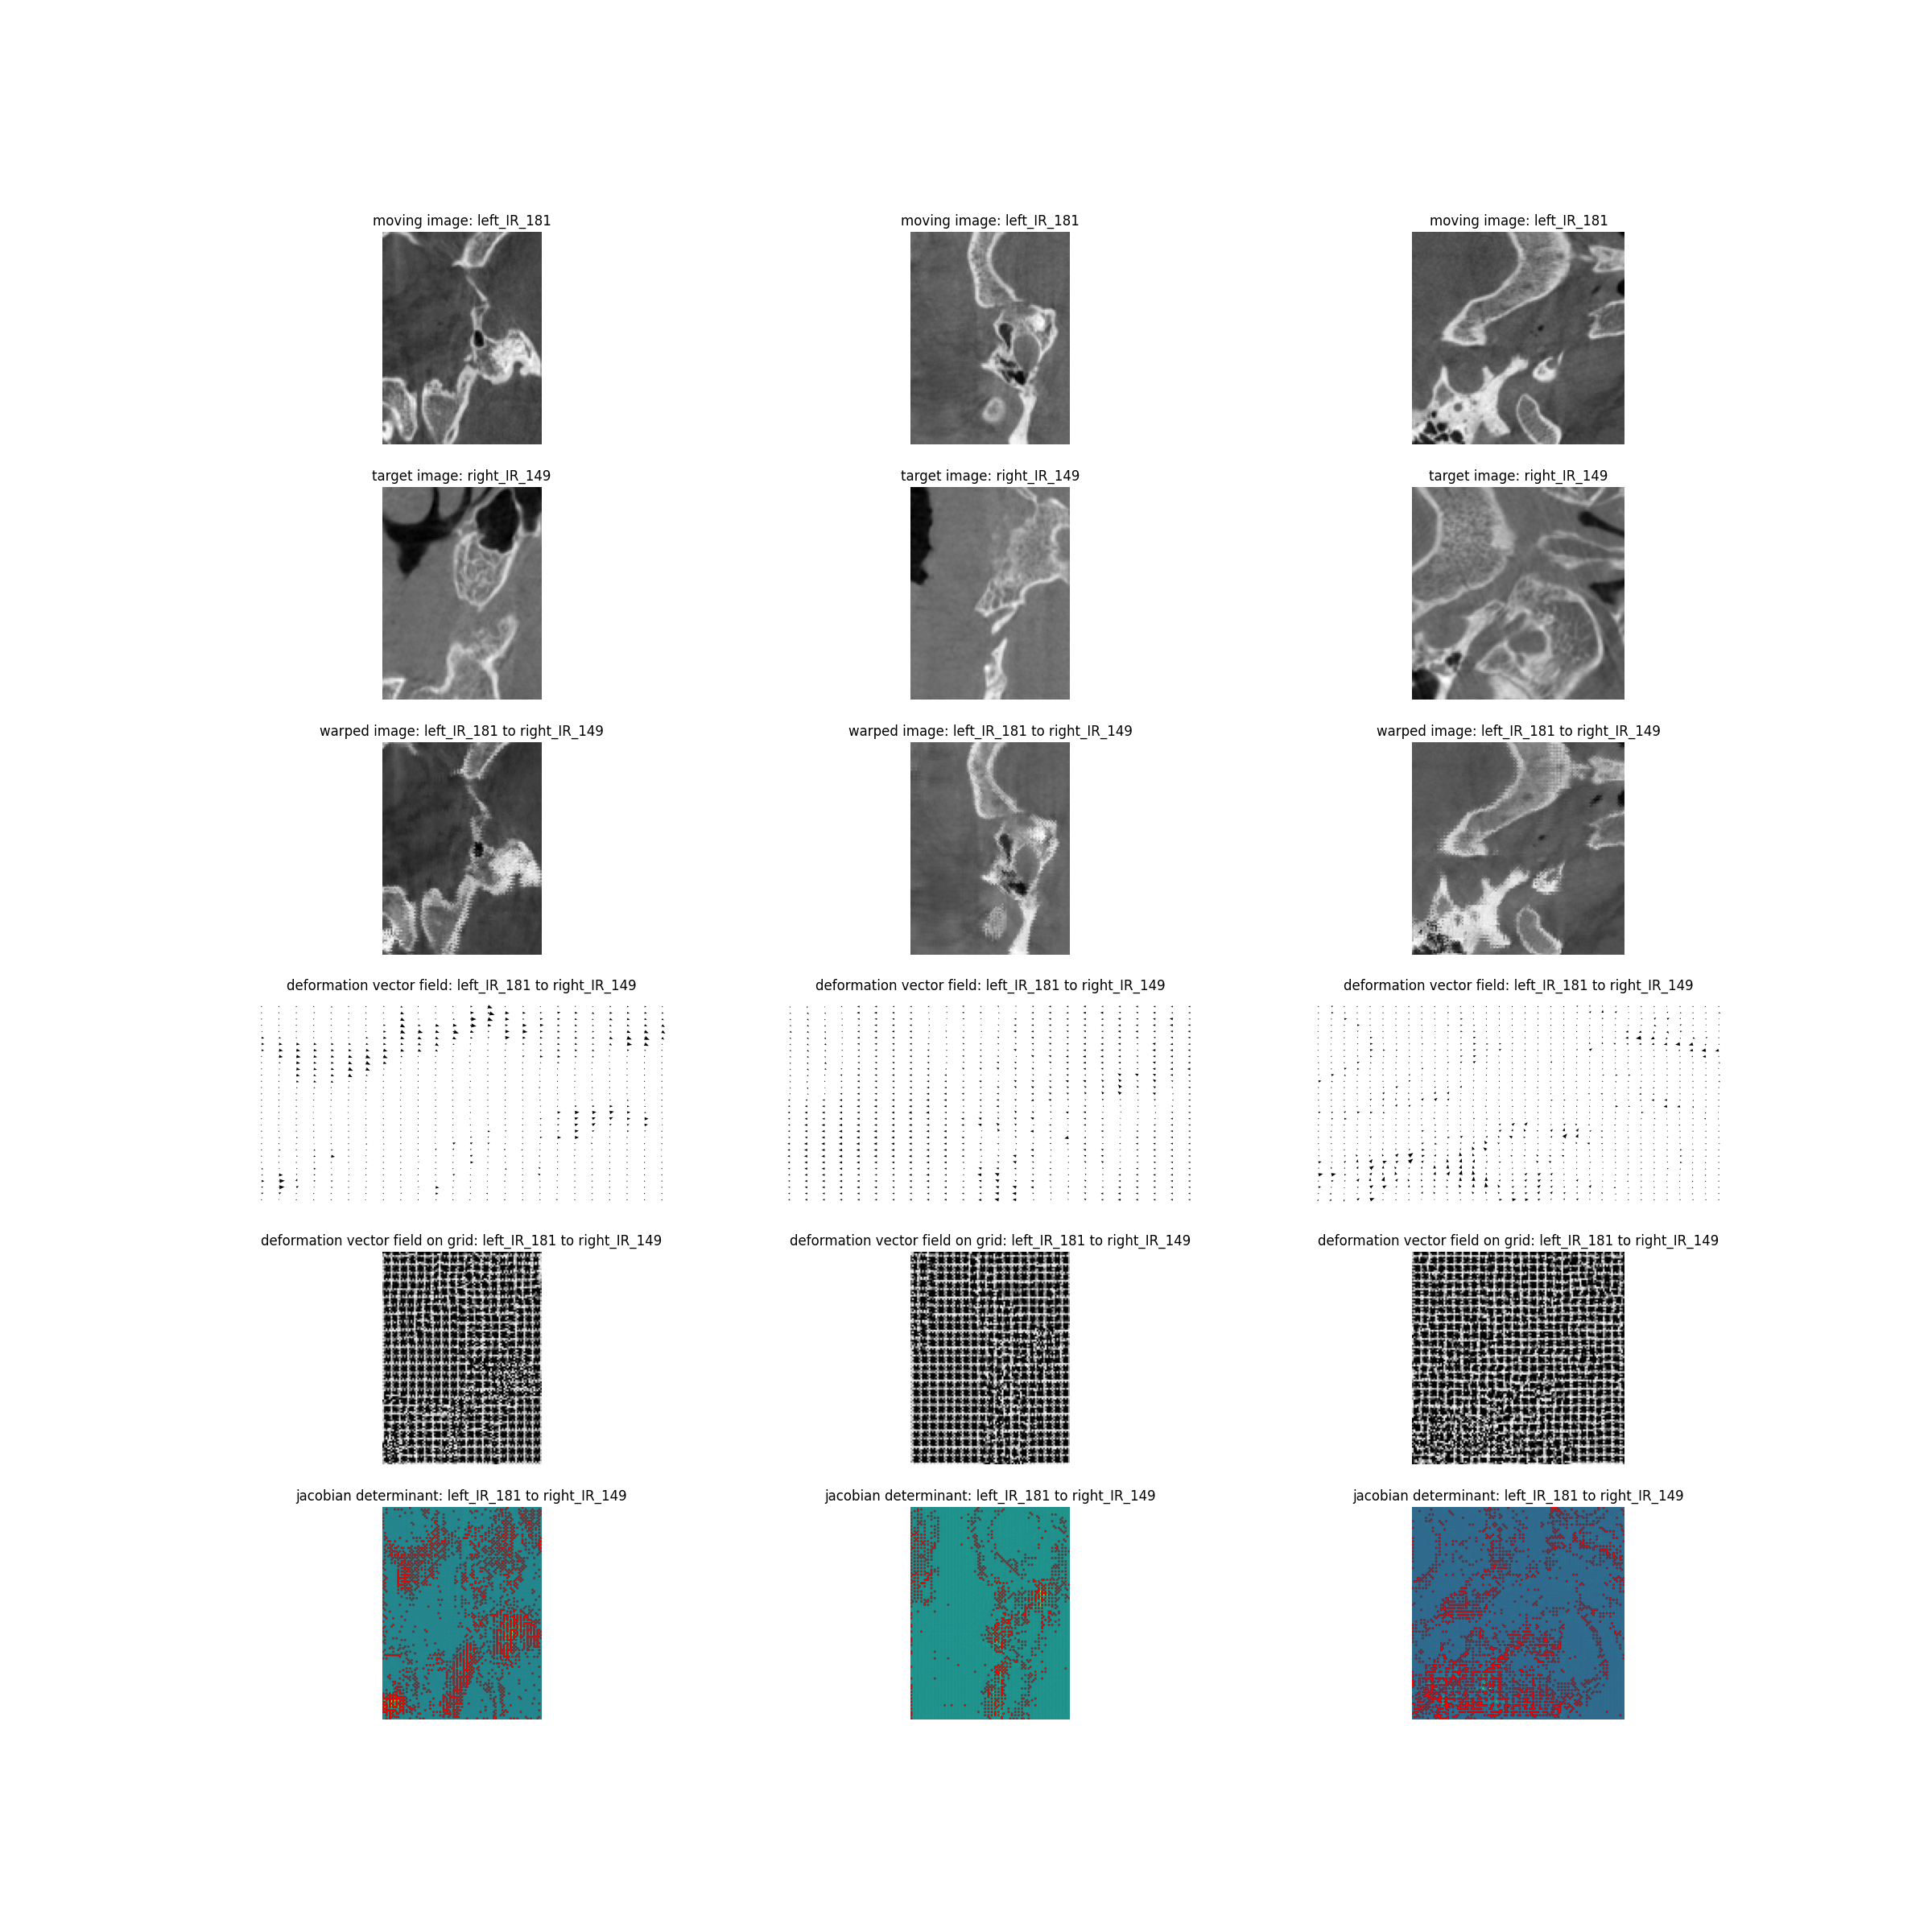 moving image: left_IR_181
moving image: left_IR_181
moving image: left_IR_181
target image: right_IR_149
target image: right_IR_149
target image: right_IR_149
warped image: left_IR_181 to right_IR_149
warped image: left_IR_181 to right_IR_149
warped image: left_IR_181 to right_IR_149
deformation vector field: left_IR_181 to right_IR_149
deformation vector field: left_IR_181 to right_IR_149
deformation vector field: left_IR_181 to right_IR_149
deformation vector field on grid: left_IR_181 to right_IR_149
deformation vector field on grid: left_IR_181 to right_IR_149
deformation vector field on grid: left_IR_181 to right_IR_149
jacobian determinant: left_IR_181 to right_IR_149
jacobian determinant: left_IR_181 to right_IR_149
jacobian determinant: left_IR_181 to right_IR_149